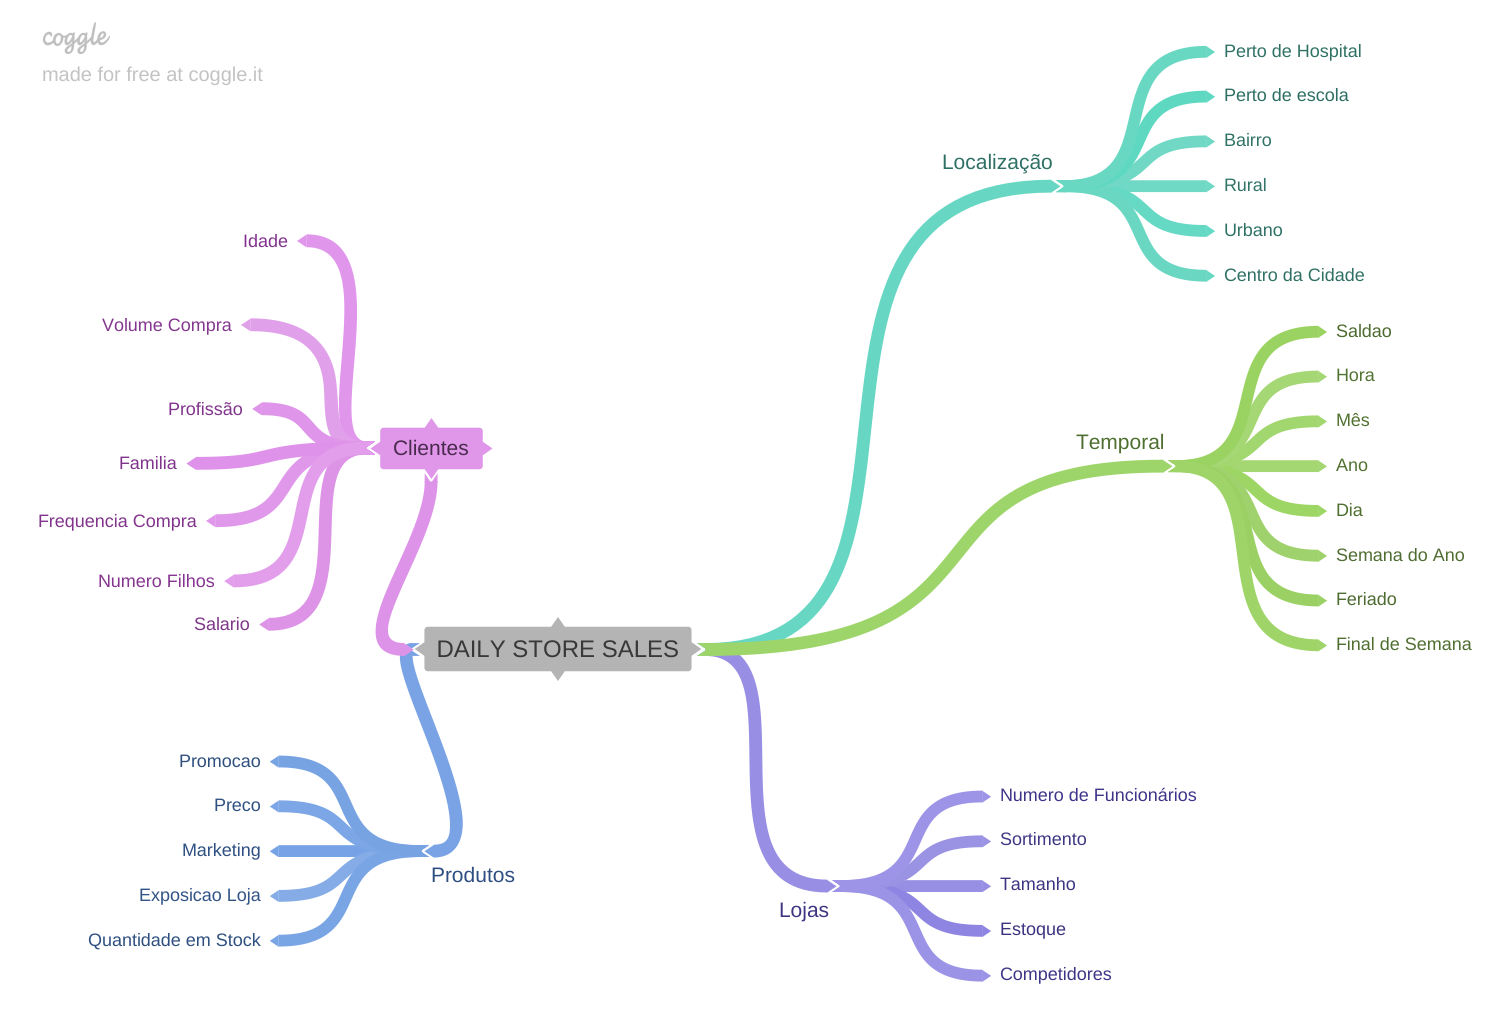 coggle
made for free at coggle.it
DAILY STORE SALES
Localização
Perto de Hospital
Perto de escola
Bairro
Rural
Urbano
Centro da Cidade
Temporal
Saldao
Hora
Mês
Ano
Dia
Semana do Ano
Feriado
Final de Semana
Lojas
Numero de Funcionários
Sortimento
Tamanho
Estoque
Competidores
Clientes
Idade
Volume Compra
Profissão
Familia
Frequencia Compra
Numero Filhos
Salario
Produtos
Promocao
Preco
Marketing
Exposicao Loja
Quantidade em Stock